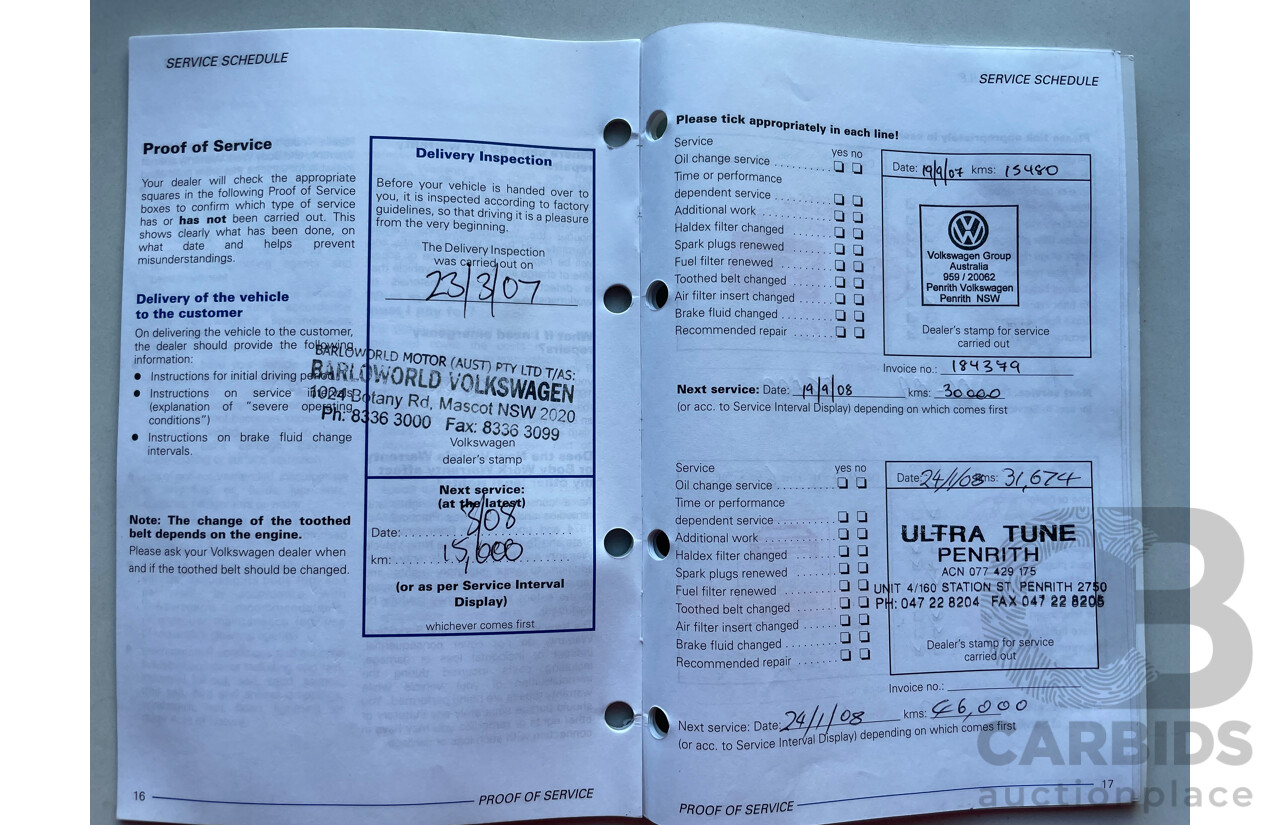 SERVICE SCHEDULE
Proof of Service
Your dealer will check the appropriate
squares in the following Proof of Service
boxes to confirm which type of service
has or has not been carried out. This
shows clearly what has been done, on
what date and helps prevent
misunderstandings.
Delivery of the vehicle
to the customer
On delivering the vehicle to the customer,
the dealer should provide the following
information:
Instructions for initial driving period
Instructions on service intervals
(explanation of "severe operating
conditions")
Instructions on brake fluid change
intervals.
Note: The change of the toothed
belt depends on the engine.
Please ask your Volkswagen dealer when
and if the toothed belt should be changed.
Delivery Inspection
Before your vehicle is handed over to
you, it is inspected according to factory
guidelines, so that driving it is a pleasure
from the very beginning.
The Delivery Inspection
was carried out on
23/3/07
BARLOWORLD MOTOR (AUST) PTY LTD T/AS:
BARLOWORLD VOLKSWAGEN
1024 Botany Rd, Mascot NSW 2020
Ph: 8336 3000 Fax: 8336 3099
Volkswagen
dealer's stamp
Next service:
(at the latest)
Date: 3/08
km: 15,000
(or as per Service Interval
Display)
whichever comes first
16
PROOF OF SERVICE
SERVICE SCHEDULE
Please tick appropriately in each line!
Service
yes no
Oil change service
Time or performance
dependent service
Additional work
Haldex filter changed
Spark plugs renewed
Fuel filter renewed
Toothed belt changed
Air filter insert changed
Brake fluid changed
Recommended repair
Date: 19/9/07 kms: 15480
Volkswagen Group
Australia
959 / 20062
Penrith Volkswagen
Penrith NSW
Dealer's stamp for service
carried out
Invoice no.: 184379
Next service: Date: 19/9/08 kms: 30000
(or acc. to Service Interval Display) depending on which comes first
Service
yes no
Oil change service
Time or performance
dependent service
Additional work
Haldex filter changed
Spark plugs renewed
Fuel filter renewed
Toothed belt changed
Air filter insert changed
Brake fluid changed
Recommended repair
Date: 24/1/08 kms: 31,674
ULTRA TUNE
PENRITH
ACN 077 429 175
UNIT 4/160 STATION ST. PENRITH 2750
PH: 047 22 8204 FAX 047 22 8205
Dealer's stamp for service
carried out
Invoice no.:
Next service: Date: 24/1/08 kms: 46,000
(or acc. to Service Interval Display) depending on which comes first
17
PROOF OF SERVICE
CARBIDS
auctionplace